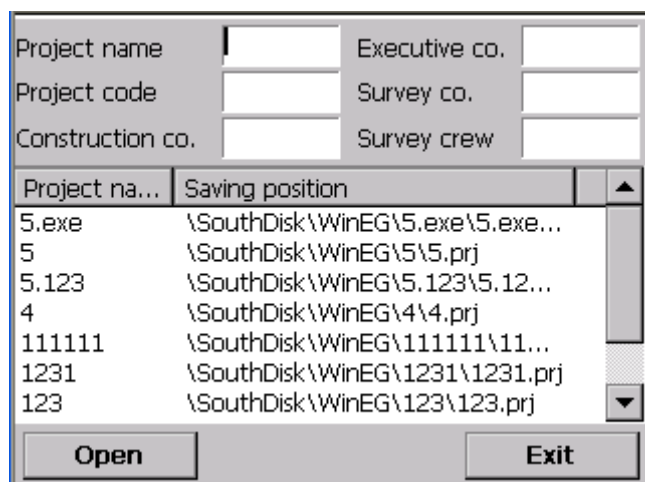 Project name Executive co.
Project code Survey co.
Construction co. Survey crew
Project na... Saving position
5.exe \SouthDisk\WinEG\5.exe\5.exe...
5 \SouthDisk\WinEG\5\5.prj
5.123 \SouthDisk\WinEG\5.123\5.12...
4 \SouthDisk\WinEG\4\4.prj
111111 \SouthDisk\WinEG\111111\11...
1231 \SouthDisk\WinEG\1231\1231.prj
123 \SouthDisk\WinEG\123\123.prj
Open Exit